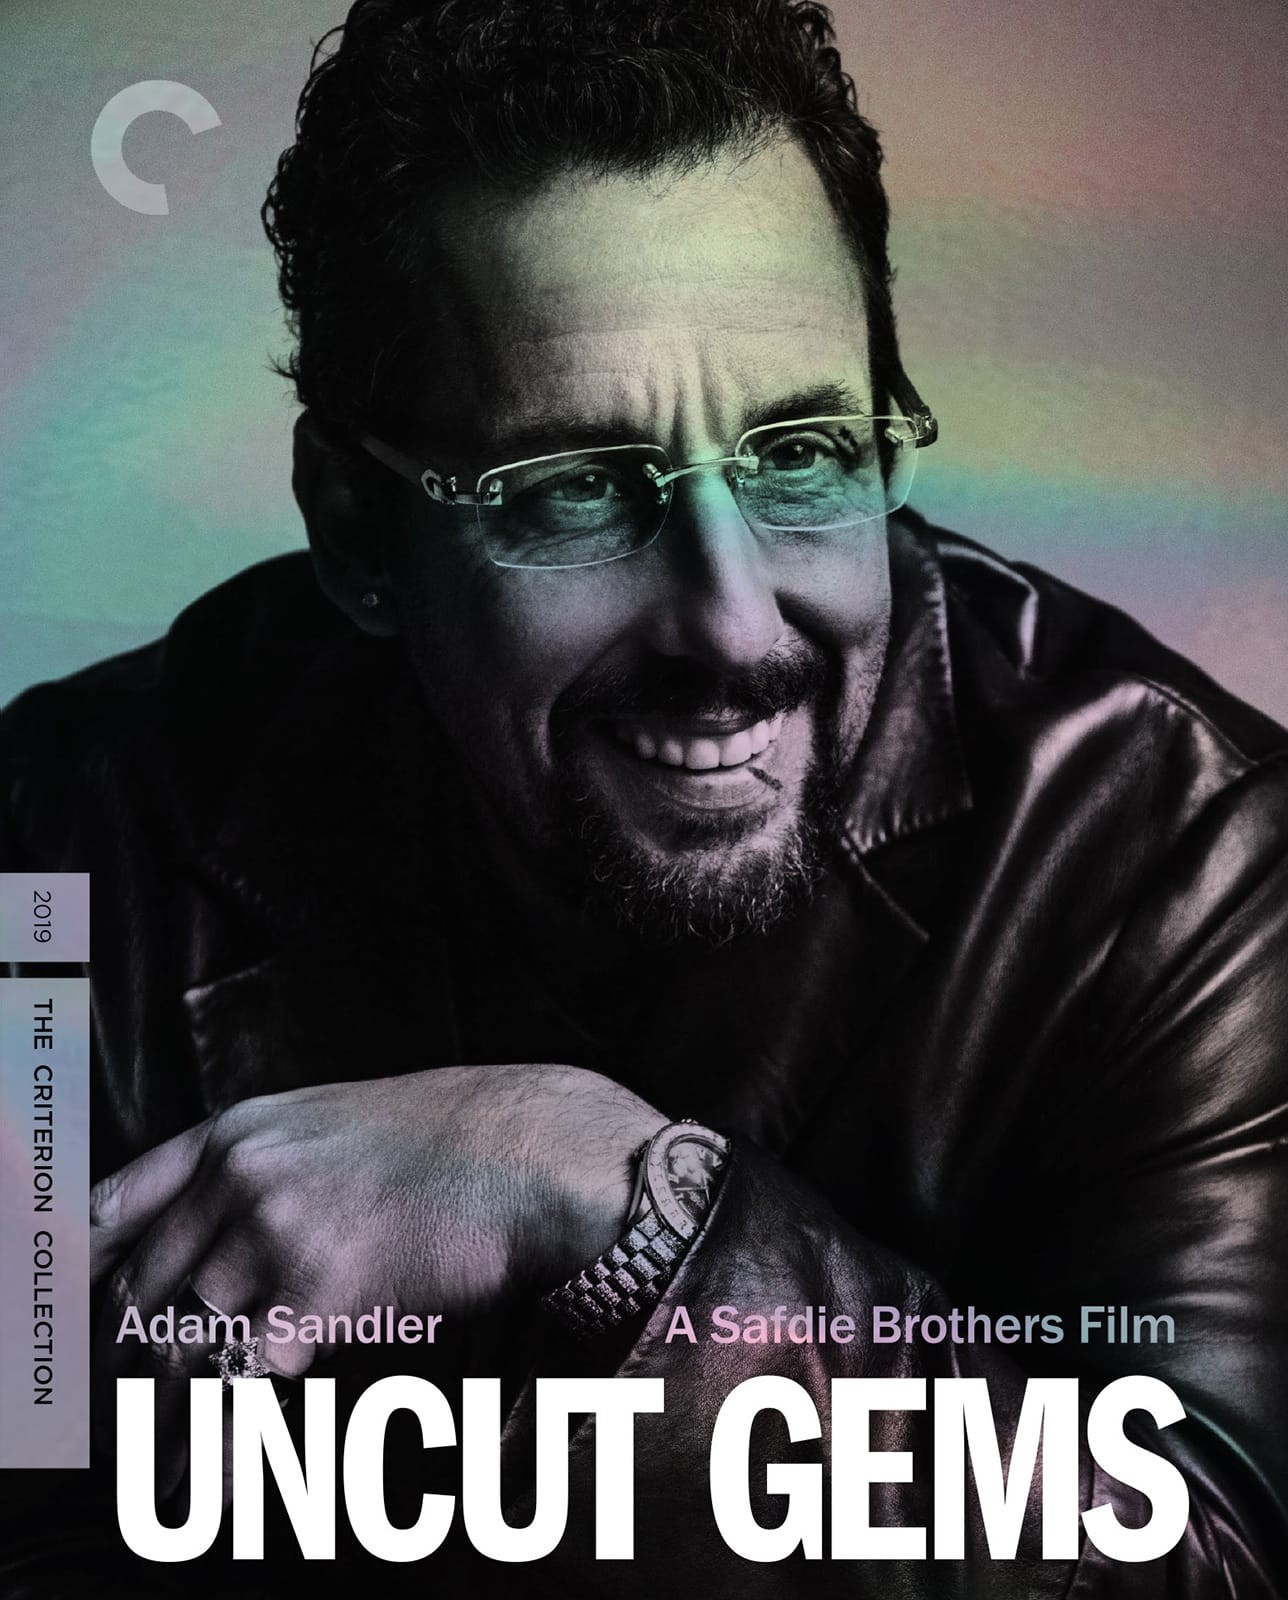 2019
THE CRITERION COLLECTION
Adam Sandler
A Safdie Brothers Film
UNCUT GEMS